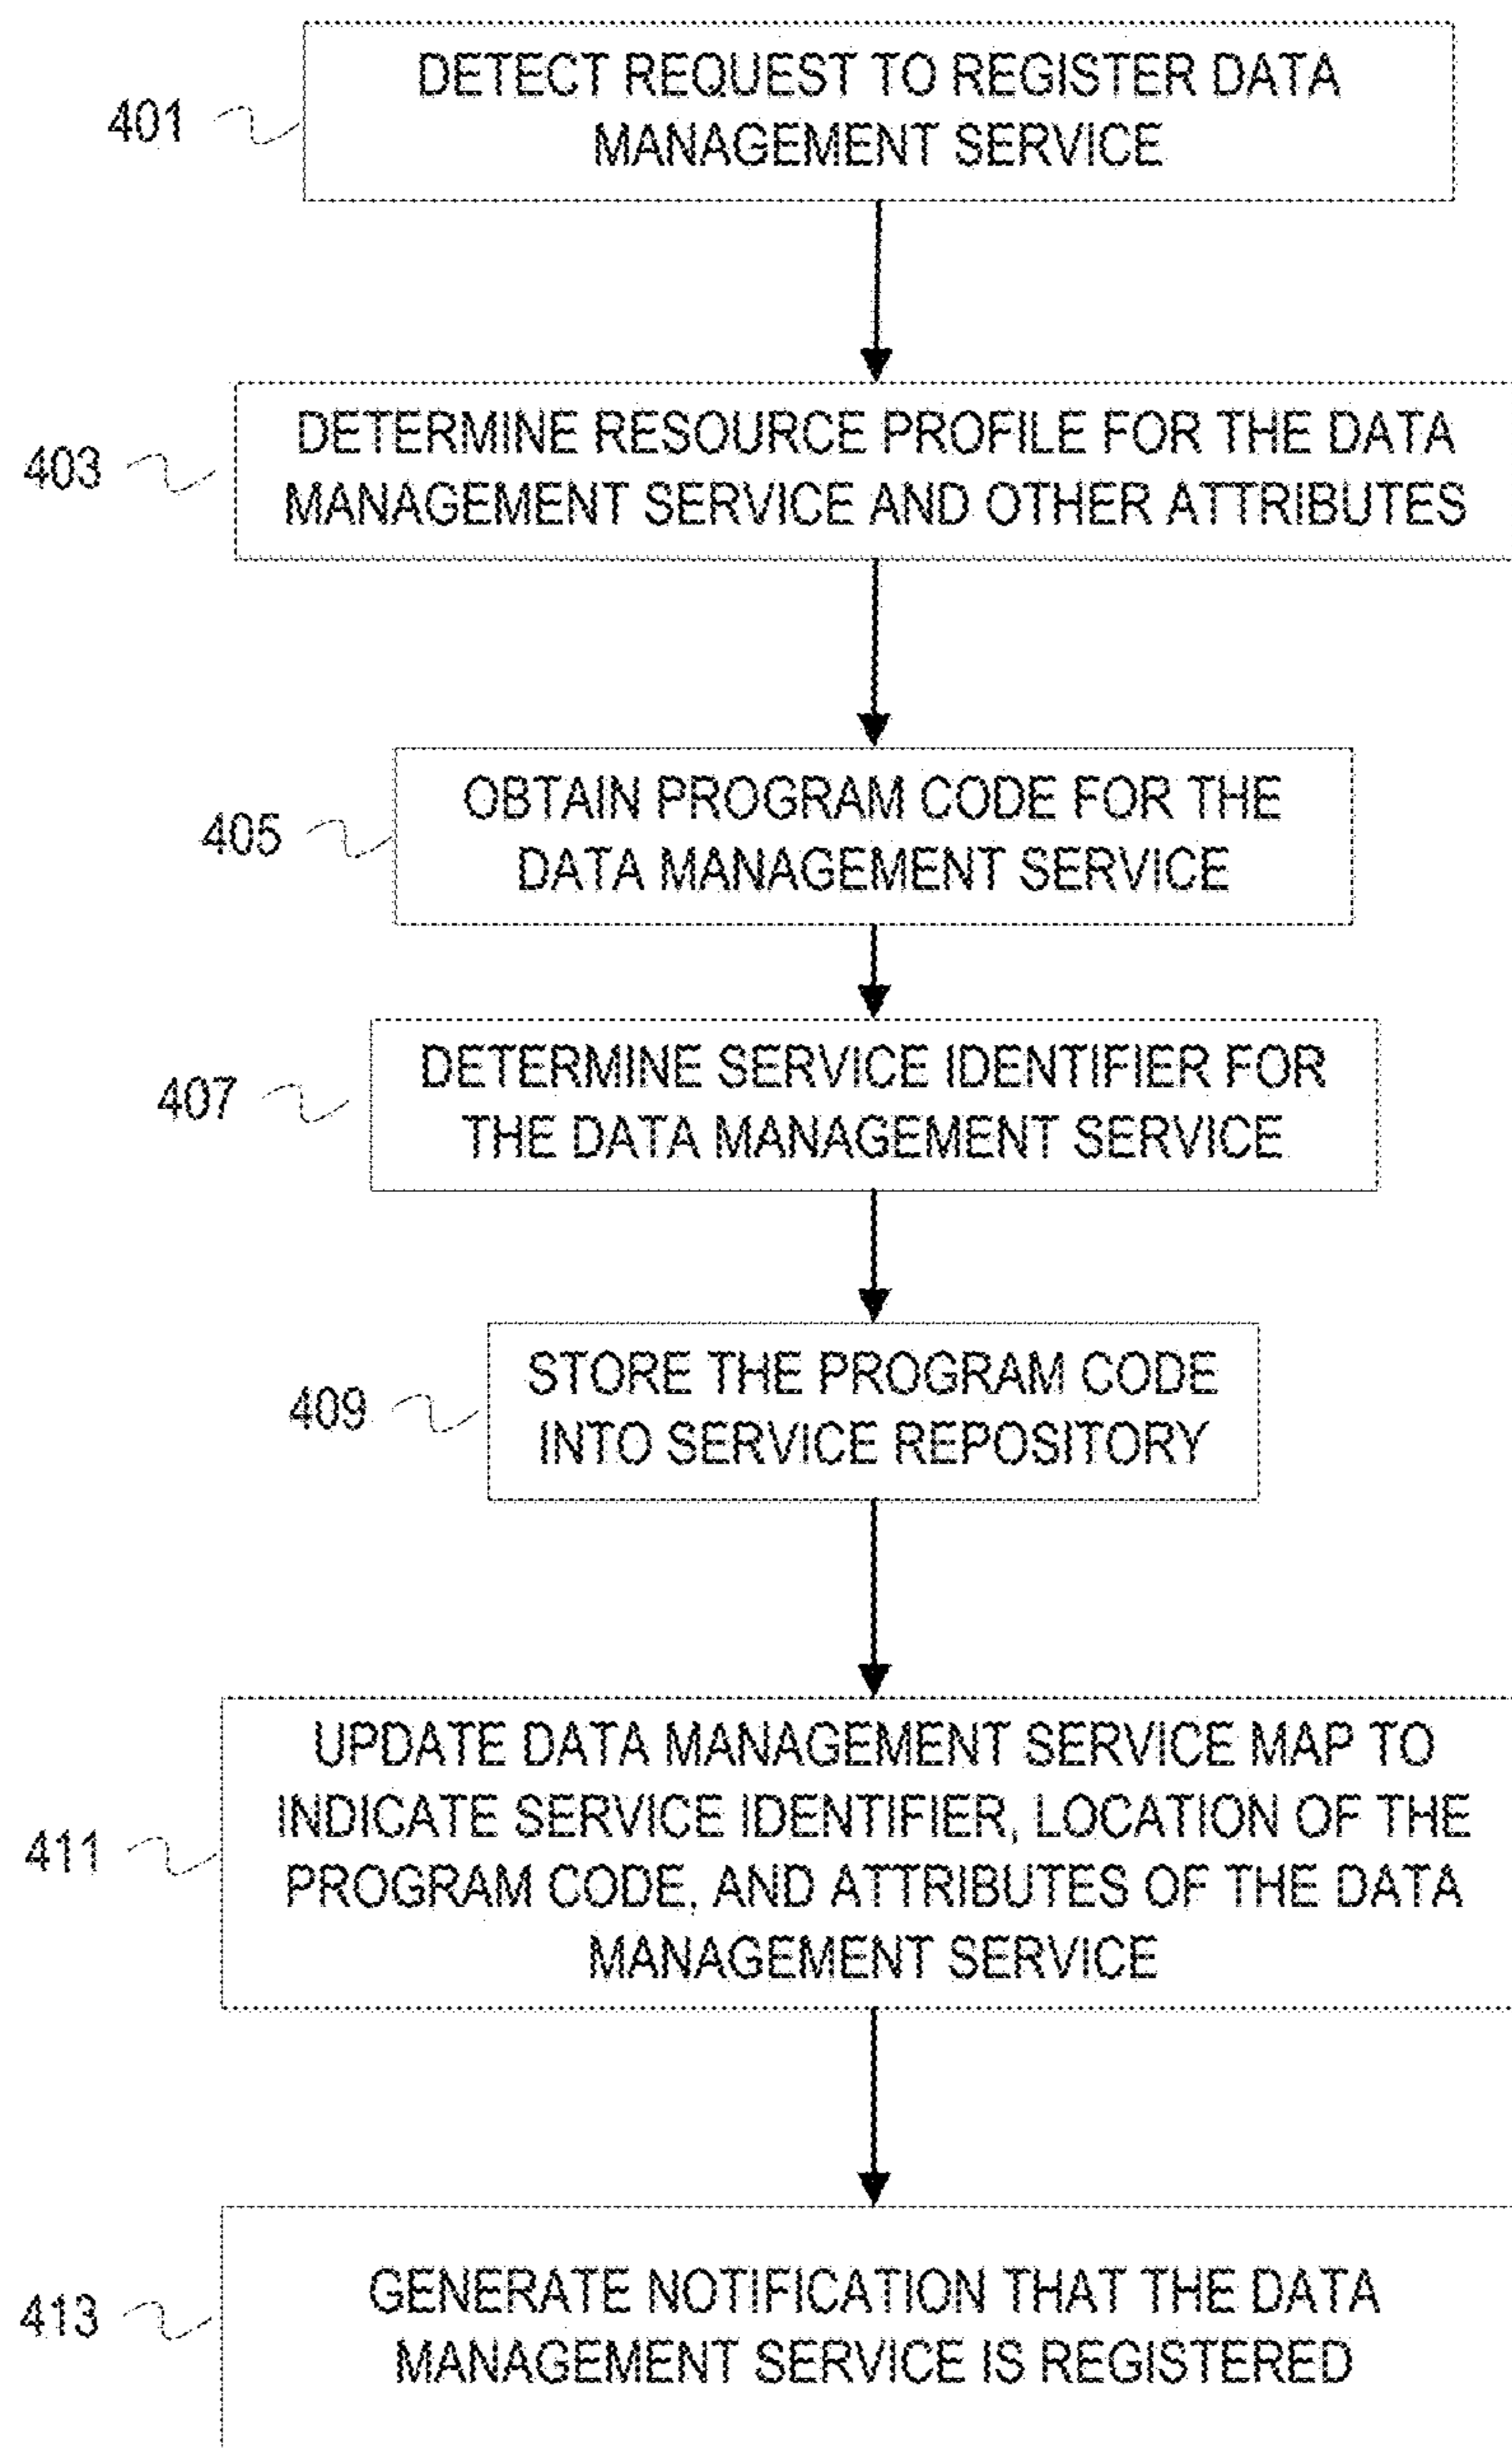 DETECT REQUEST TO REGISTER DATA
MANAGEMENT SERVICE
401
DETERMINE RESOURCE PROFILE FOR THE DATA
MANAGEMENT SERVICE AND OTHER ATTRIBUTES
403
OBTAIN PROGRAM CODE FOR THE
DATA MANAGEMENT SERVICE
405
DETERMINE SERVICE IDENTIFIER FOR
THE DATA MANAGEMENT SERVICE
407
STORE THE PROGRAM CODE
INTO SERVICE REPOSITORY
409
UPDATE DATA MANAGEMENT SERVICE MAP TO
INDICATE SERVICE IDENTIFIER, LOCATION OF THE
PROGRAM CODE, AND ATTRIBUTES OF THE DATA
MANAGEMENT SERVICE
411
GENERATE NOTIFICATION THAT THE DATA
MANAGEMENT SERVICE IS REGISTERED
413